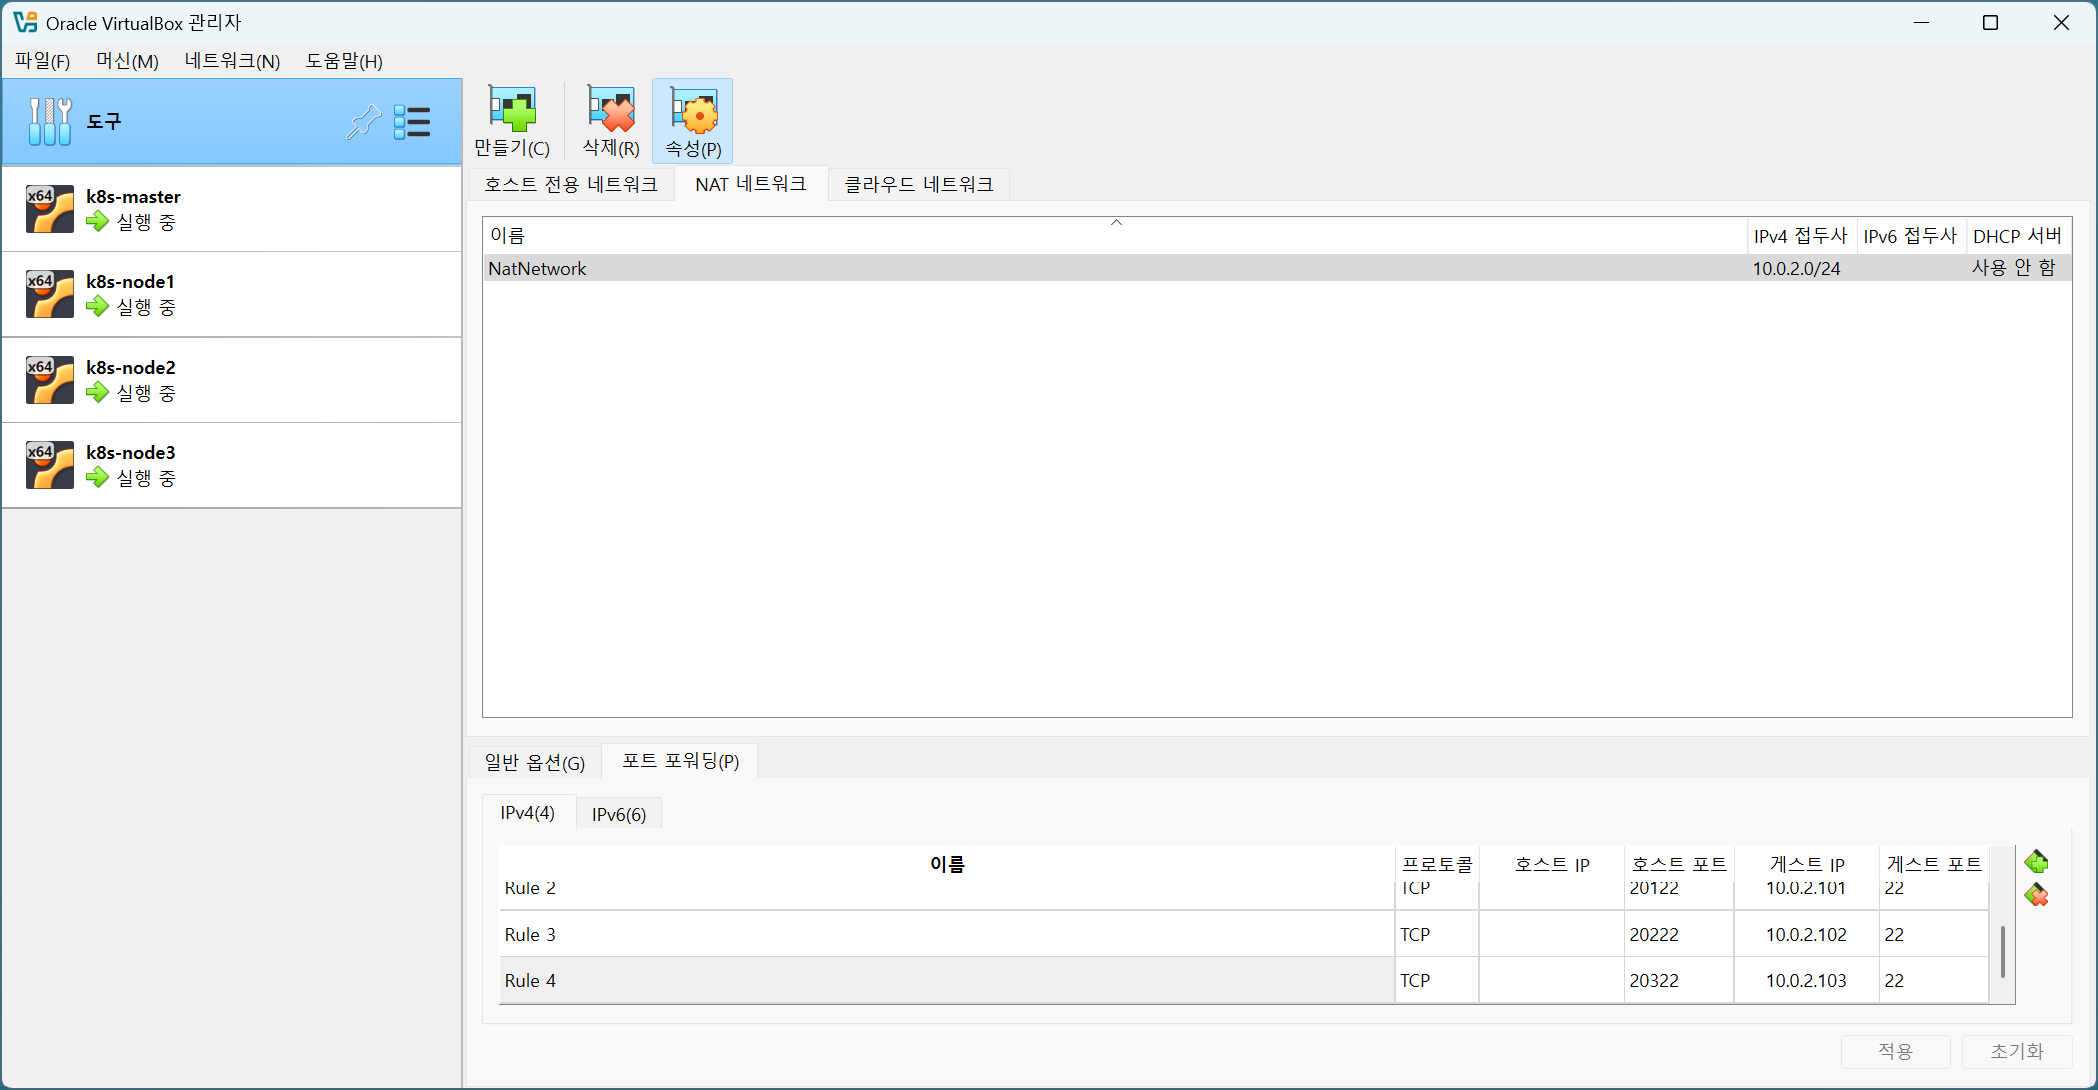 Oracle VirtualBox 관리자
파일(F) 머신(M) 네트워크(N) 도움말(H)
도구
x64
k8s-master
실행 중
x64
k8s-node1
실행 중
x64
k8s-node2
실행 중
x64
k8s-node3
실행 중
만들기(C) 삭제(R) 속성(P)
호스트 전용 네트워크 NAT 네트워크 클라우드 네트워크
이름 IPv4 접두사 IPv6 접두사 DHCP 서버
NatNetwork 10.0.2.0/24 사용 안 함
일반 옵션(G) 포트 포워딩(P)
IPv4(4) IPv6(6)
이름 프로토콜 호스트 IP 호스트 포트 게스트 IP 게스트 포트
Rule 2 TCP 20122 10.0.2.101 22
Rule 3 TCP 20222 10.0.2.102 22
Rule 4 TCP 20322 10.0.2.103 22
적용 초기화